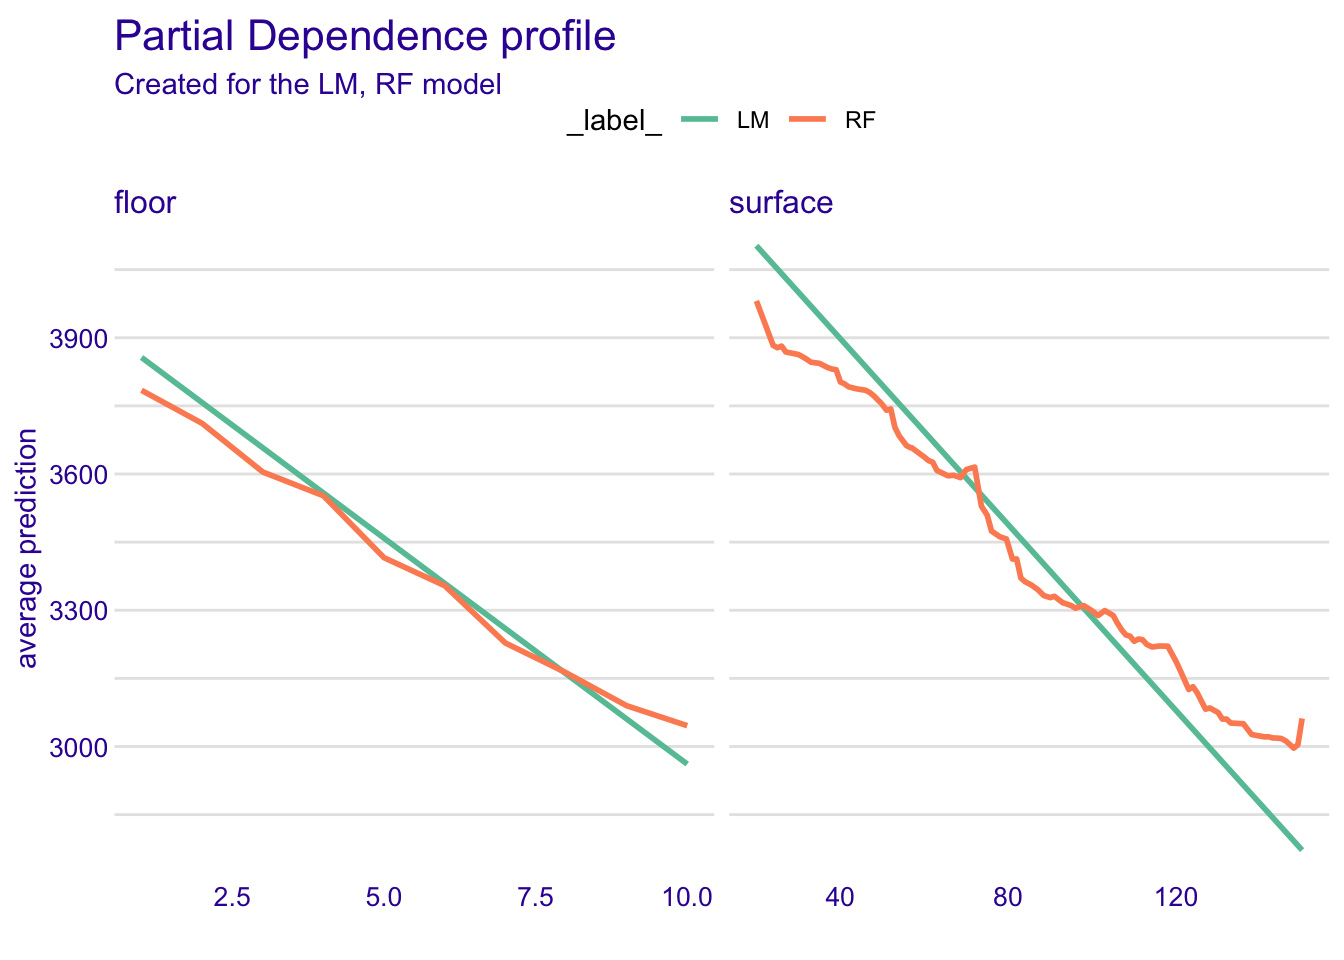 Partial Dependence profile
Created for the LM, RF model
_label_ LM RF
floor surface
average prediction
3900
3600
3300
3000
2.5 5.0 7.5 10.0 40 80 120